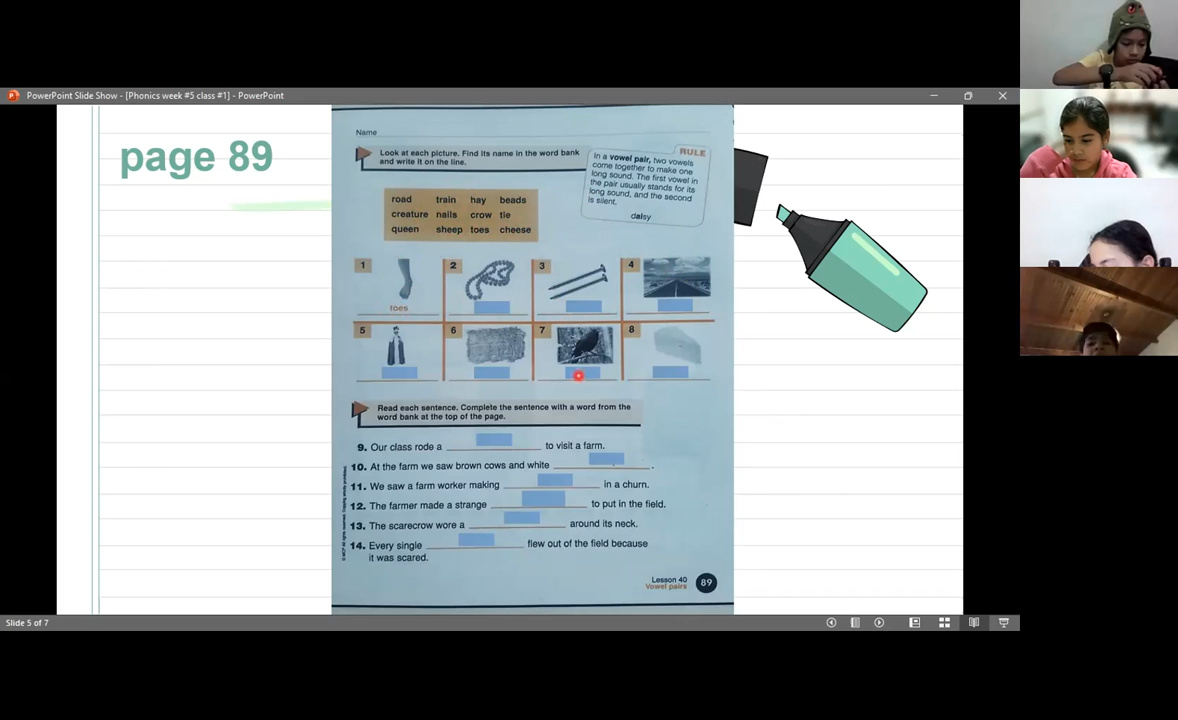 PowerPoint Slide Show - [Phonics week #5 class #1] - PowerPoint
page 89
Name
Look at each picture. Find its name in the word bank
and write it on the line.
RULE
In a vowel pair, two vowels
come together to make one
long sound. The first vowel in
the pair usually stands for its
long sound, and the second
is silent.
daisy
road train hay beads
creature nails crow tie
queen sheep toes cheese
1 2 3 4
toes
5 6 7 8
Read each sentence. Complete the sentence with a word from the
word bank at the top of the page.
9. Our class rode a to visit a farm.
10. At the farm we saw brown cows and white .
11. We saw a farm worker making in a churn.
12. The farmer made a strange to put in the field.
13. The scarecrow wore a around its neck.
14. Every single flew out of the field because
it was scared.
© MCP All rights reserved. Copying strictly prohibited.
Lesson 40
Vowel pairs
89
Slide 5 of 7